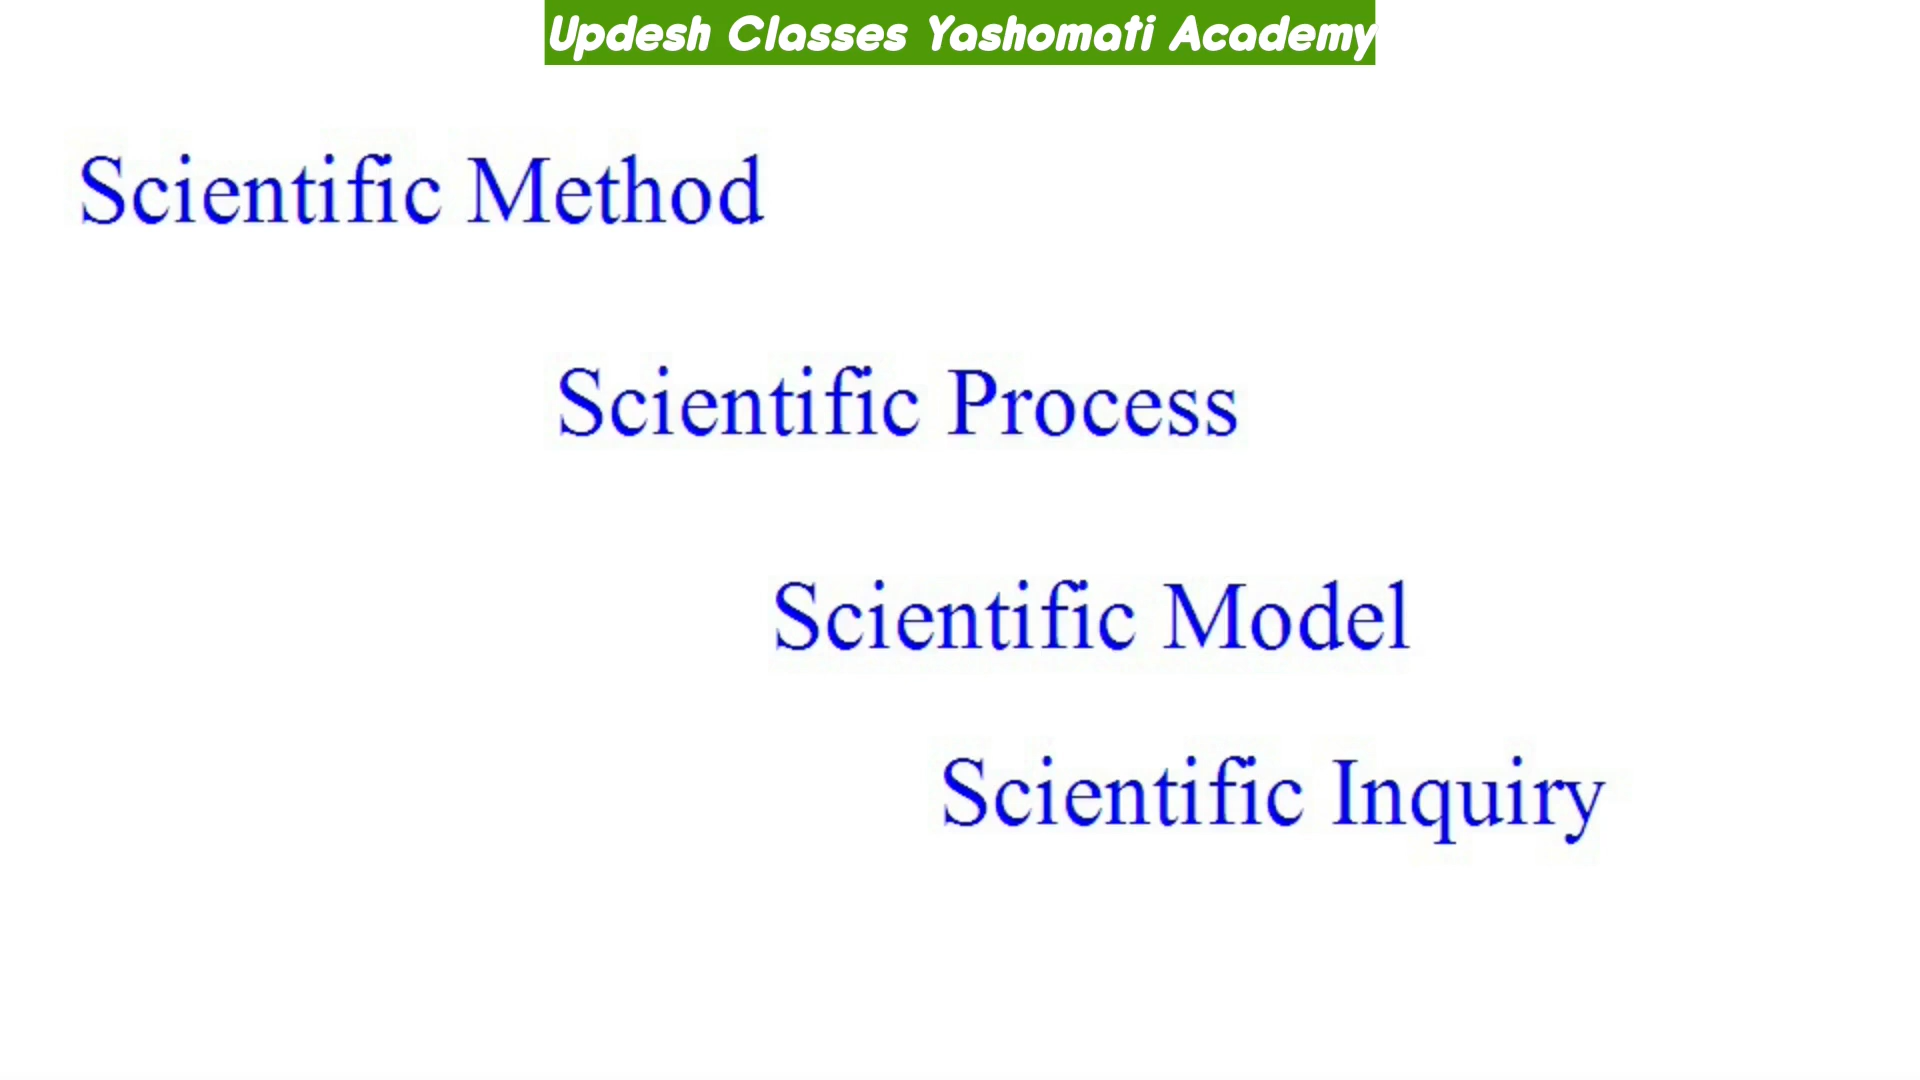 Updesh Classes Yashomati Academy
Scientific Method
Scientific Process
Scientific Model
Scientific Inquiry